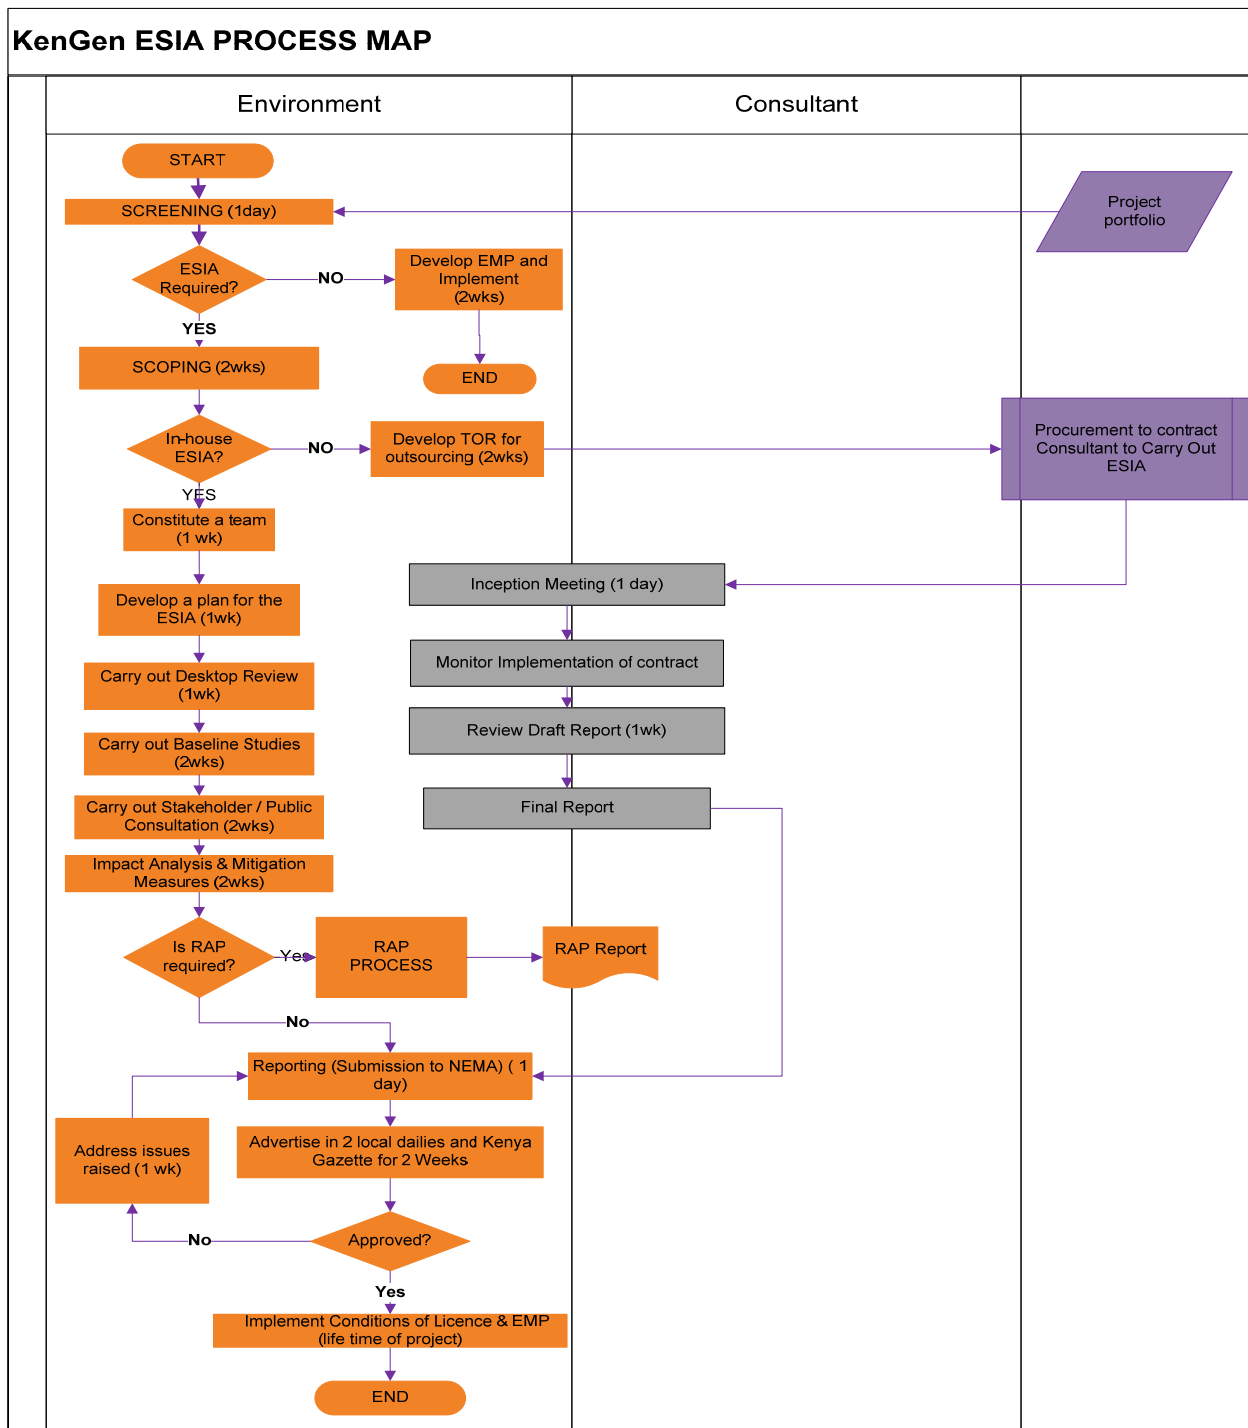 KenGen ESIA PROCESS MAP
Environment
Consultant
START
SCREENING (1day)
Project
portfolio
ESIA
Required?
NO
Develop EMP and
Implement
(2wks)
YES
SCOPING (2wks)
END
In-house
ESIA?
NO
Develop TOR for
outsourcing (2wks)
Procurement to contract
Consultant to Carry Out
ESIA
YES
Constitute a team
(1 wk)
Inception Meeting (1 day)
Develop a plan for the
ESIA (1wk)
Monitor Implementation of contract
Carry out Desktop Review
(1wk)
Review Draft Report (1wk)
Carry out Baseline Studies
(2wks)
Carry out Stakeholder / Public
Consultation (2wks)
Final Report
Impact Analysis & Mitigation
Measures (2wks)
Is RAP
required?
Yes
RAP
PROCESS
RAP Report
No
Reporting (Submission to NEMA) ( 1
day)
Address issues
raised (1 wk)
Advertise in 2 local dailies and Kenya
Gazette for 2 Weeks
No
Approved?
Yes
Implement Conditions of Licence & EMP
(life time of project)
END